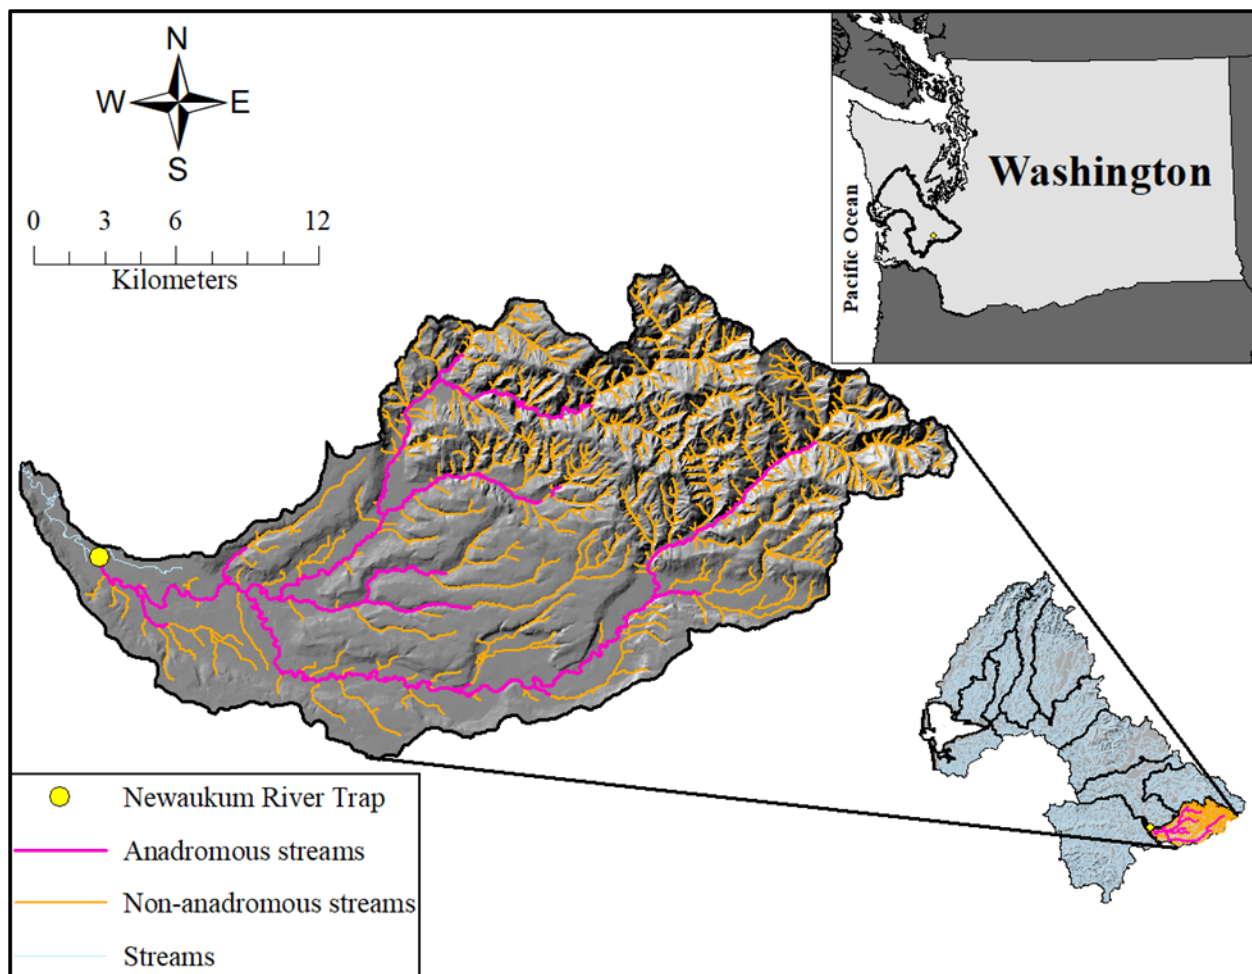 N
W E
S
0 3 6 12
Kilometers
Washington
Pacific Ocean
Newaukum River Trap
Anadromous streams
Non-anadromous streams
Streams